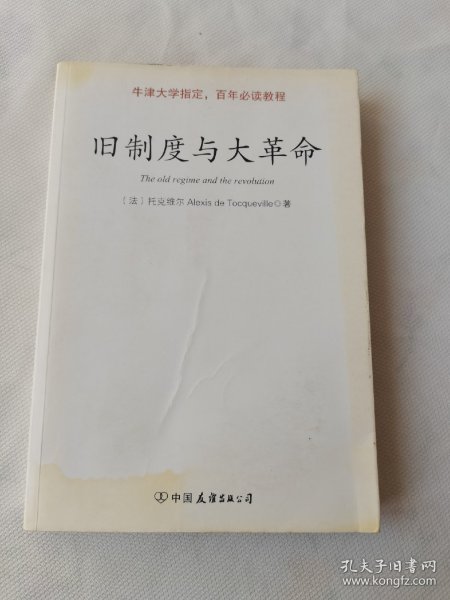 牛津大学指定，百年必读教程
旧制度与大革命
The old regime and the revolution
〔法〕托克维尔 Alexis de Tocqueville◎著
中国友谊出版公司
孔夫子旧书网
www.kongfz.com